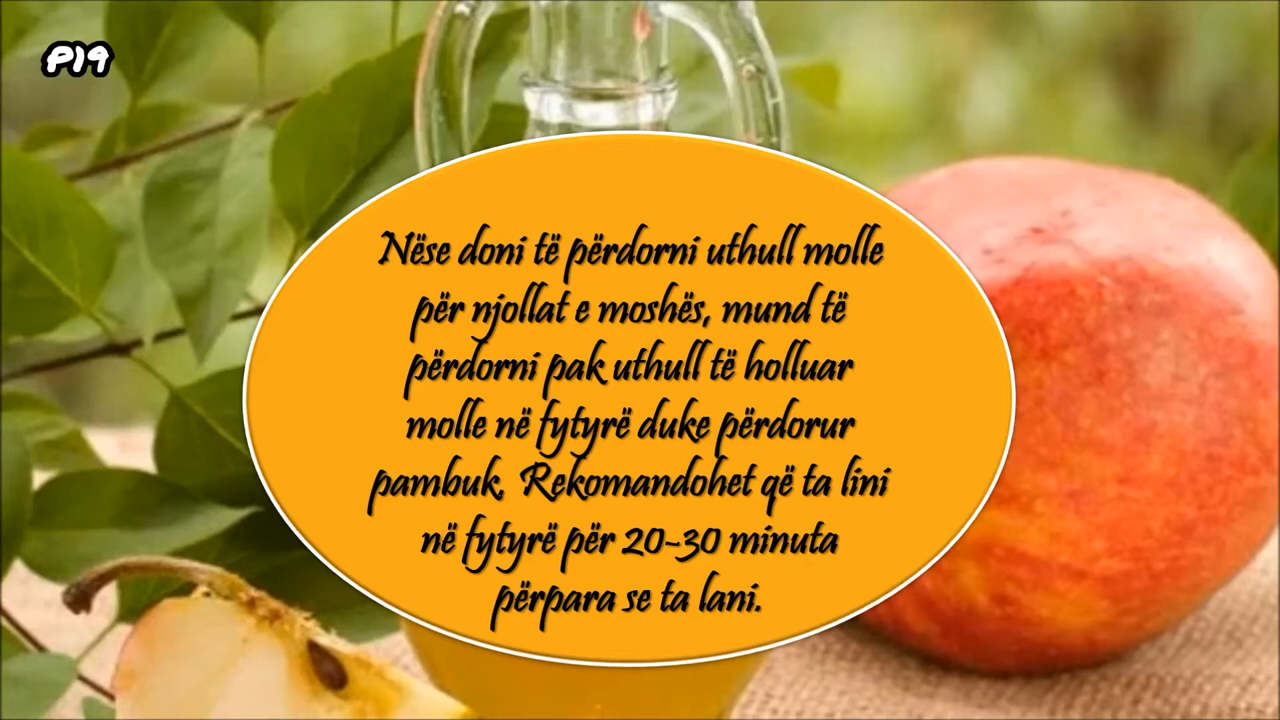 P19
Nëse doni të përdorni uthull molle
për njollat e moshës, mund të
përdorni pak uthull të holluar
molle në fytyrë duke përdorur
pambuk. Rekomandohet që ta lini
në fytyrë për 20-30 minuta
përpara se ta lani.